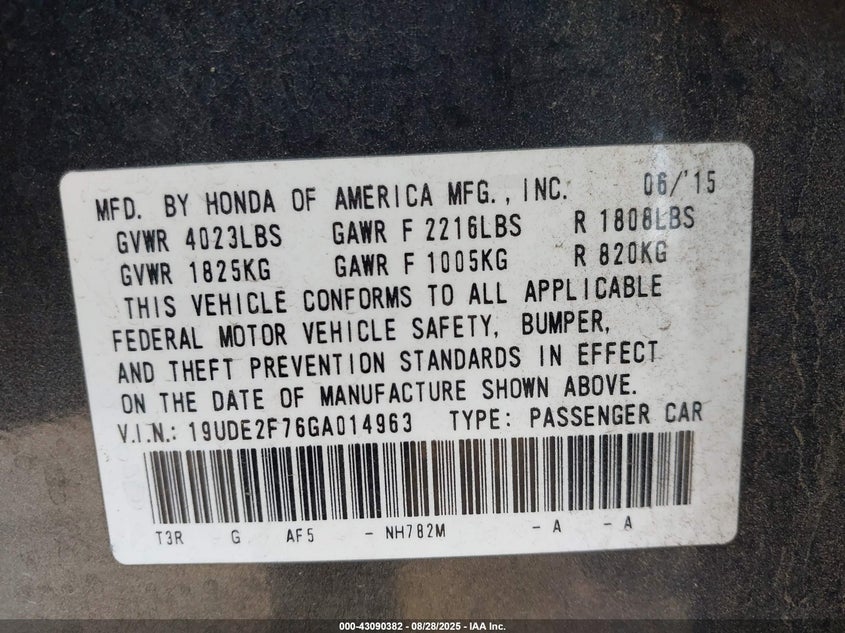 MFD. BY HONDA OF AMERICA MFG., INC. 06/'15
GVWR 4023LBS GAWR F 2216LBS R 1808LBS
GVWR 1825KG GAWR F 1005KG R 820KG
THIS VEHICLE CONFORMS TO ALL APPLICABLE
FEDERAL MOTOR VEHICLE SAFETY, BUMPER,
AND THEFT PREVENTION STANDARDS IN EFFECT
ON THE DATE OF MANUFACTURE SHOWN ABOVE.
V.I.N.: 19UDE2F76GA014963 TYPE: PASSENGER CAR
T3R G AF5 - NH782M - A - A
000-43090382 - 08/28/2025 - IAA Inc.